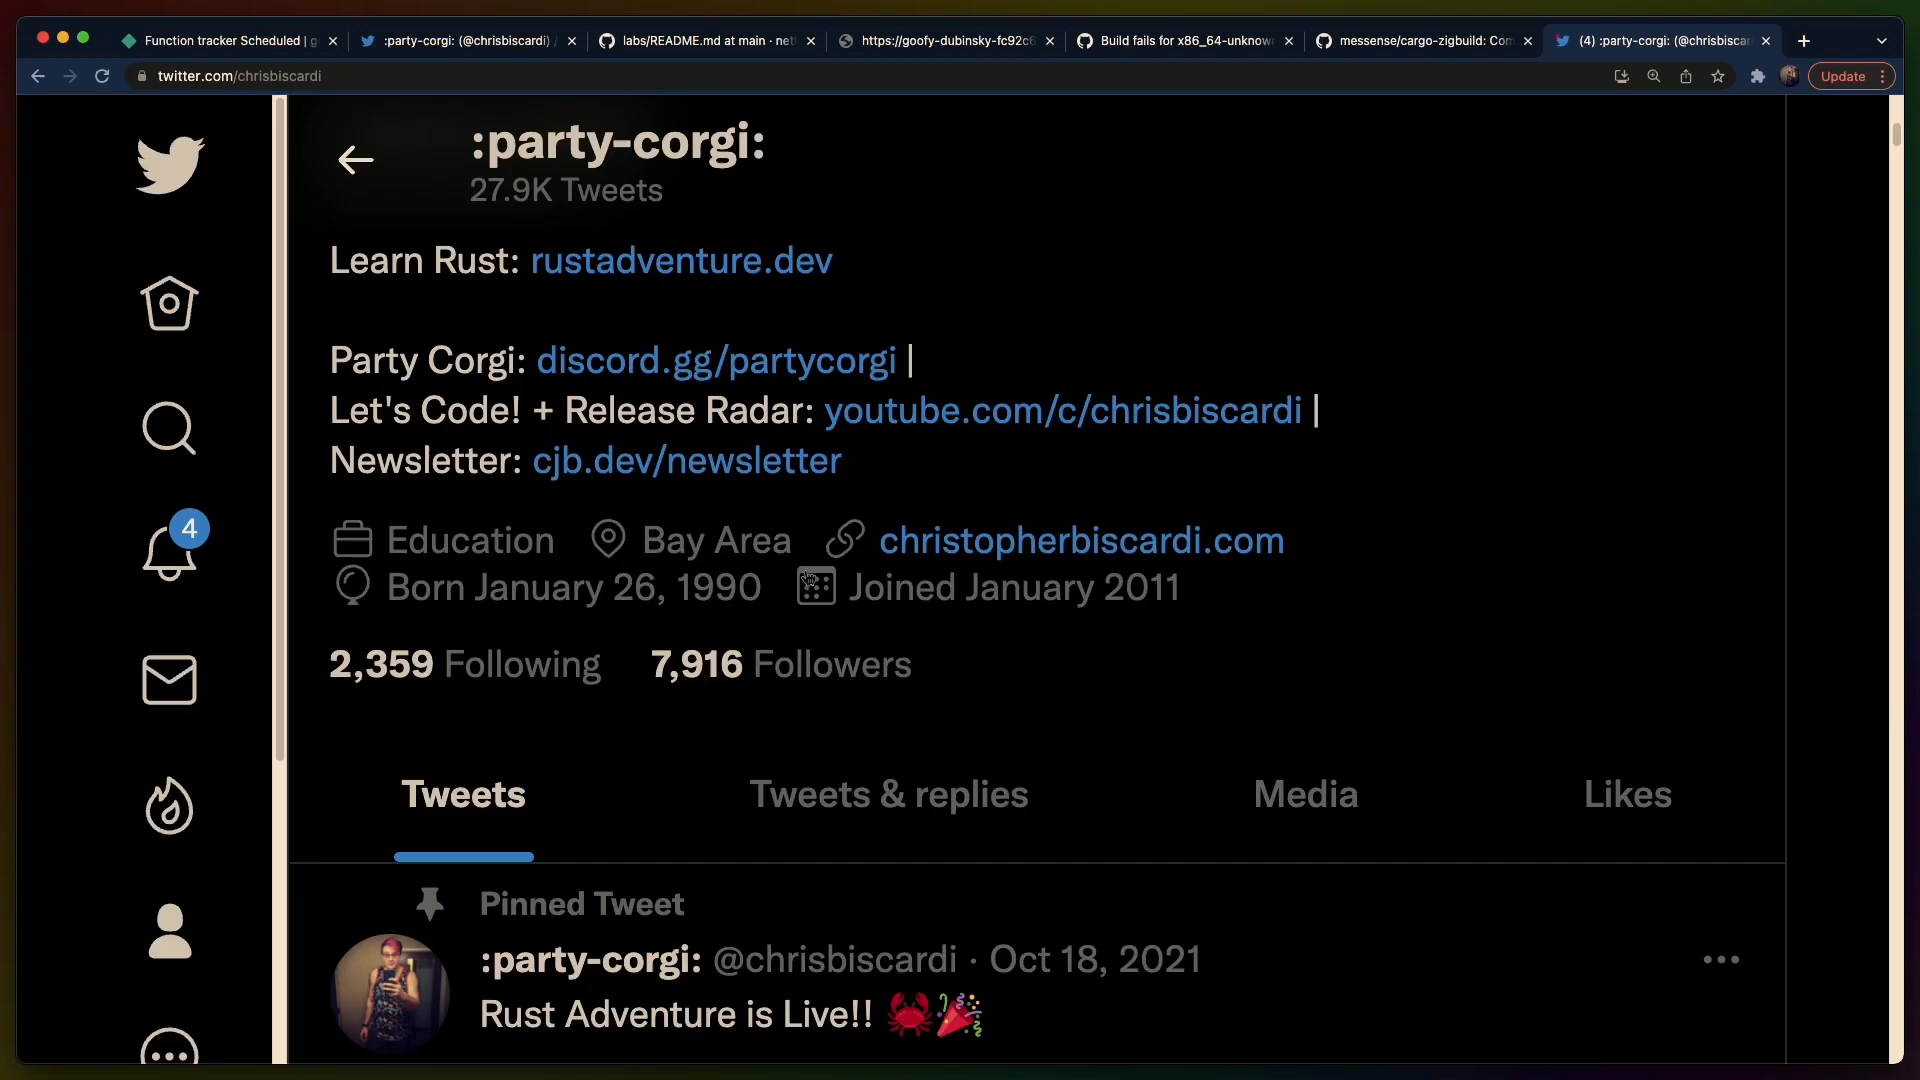 Function tracker Scheduled | g
:party-corgi: (@chrisbiscardi) /
labs/README.md at main · net
https://goofy-dubinsky-fc92c6
Build fails for x86_64-unknow
messense/cargo-zigbuild: Com
(4) :party-corgi: (@chrisbiscar
twitter.com/chrisbiscardi
Update
:party-corgi:
27.9K Tweets
Learn Rust: rustadventure.dev
Party Corgi: discord.gg/partycorgi |
Let's Code! + Release Radar: youtube.com/c/chrisbiscardi |
Newsletter: cjb.dev/newsletter
4
Education Bay Area christopherbiscardi.com
Born January 26, 1990 Joined January 2011
2,359 Following 7,916 Followers
Tweets Tweets & replies Media Likes
Pinned Tweet
:party-corgi: @chrisbiscardi · Oct 18, 2021
Rust Adventure is Live!! 🦀🎉